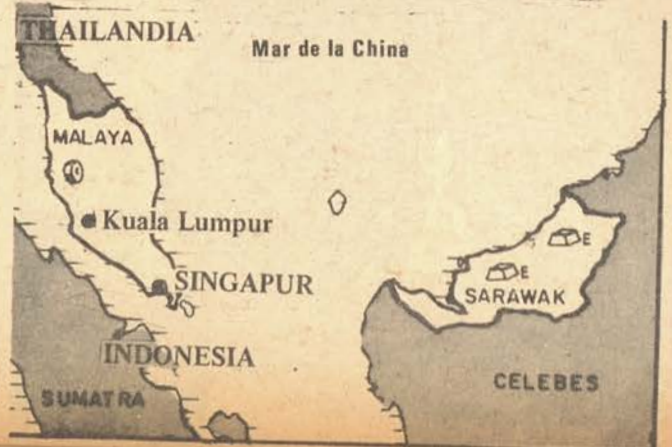 THAILANDIA
Mar de la China
MALAYA
Kuala Lumpur
E
E
SINGAPUR
SARAWAK
INDONESIA
CELEBES
SUMATRA